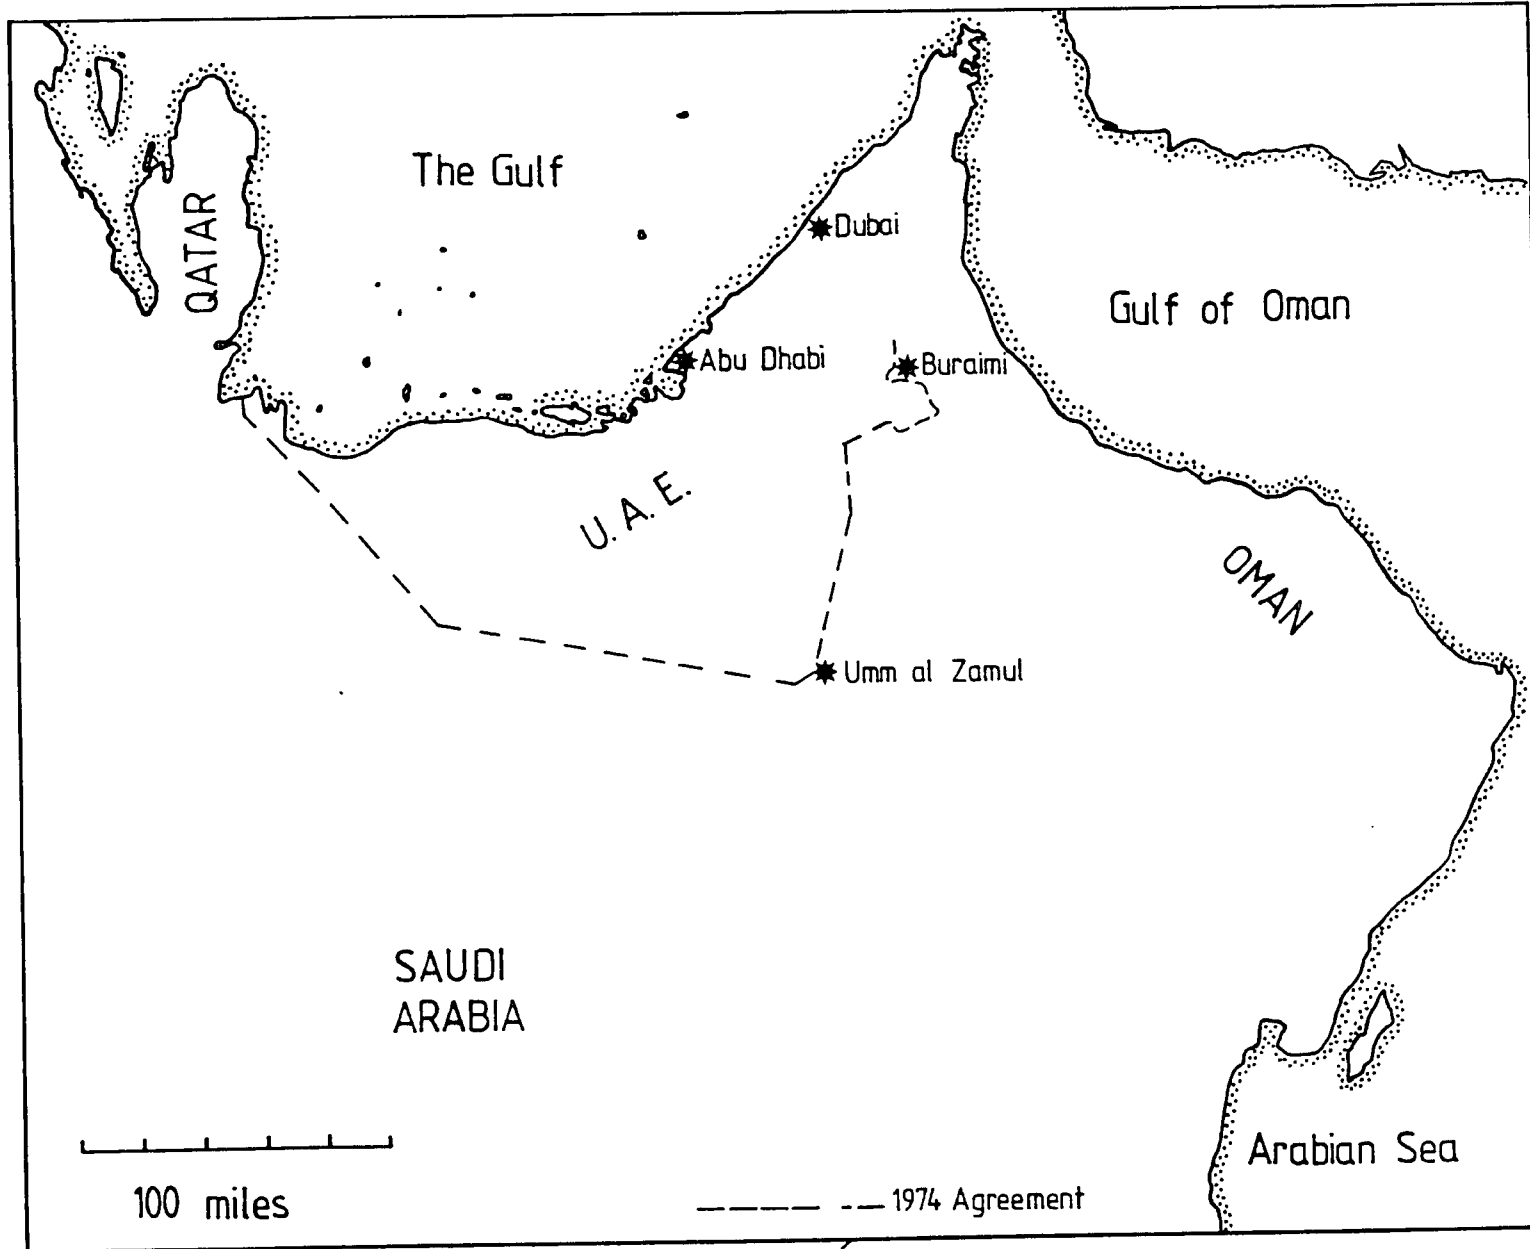 The Gulf
QATAR
Dubai
Gulf of Oman
Abu Dhabi
Buraimi
U. A. E.
OMAN
Umm al Zamul
SAUDI
ARABIA
Arabian Sea
100 miles
1974 Agreement